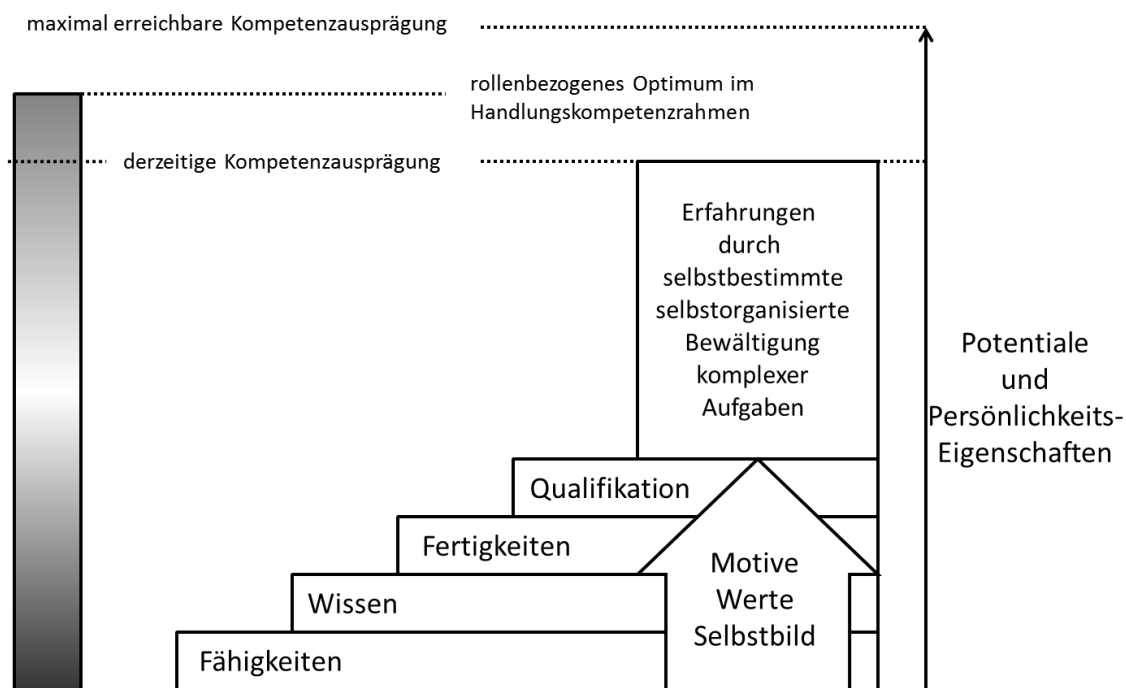 maximal erreichbare Kompetenzausprägung
rollenbezogenes Optimum im
Handlungskompetenzrahmen
derzeitige Kompetenzausprägung
Erfahrungen
durch
selbstbestimmte
selbstorganisierte
Bewältigung
komplexer
Aufgaben
Potentiale
und
Persönlichkeits-
Eigenschaften
Qualifikation
Fertigkeiten
Wissen
Fähigkeiten
Motive
Werte
Selbstbild